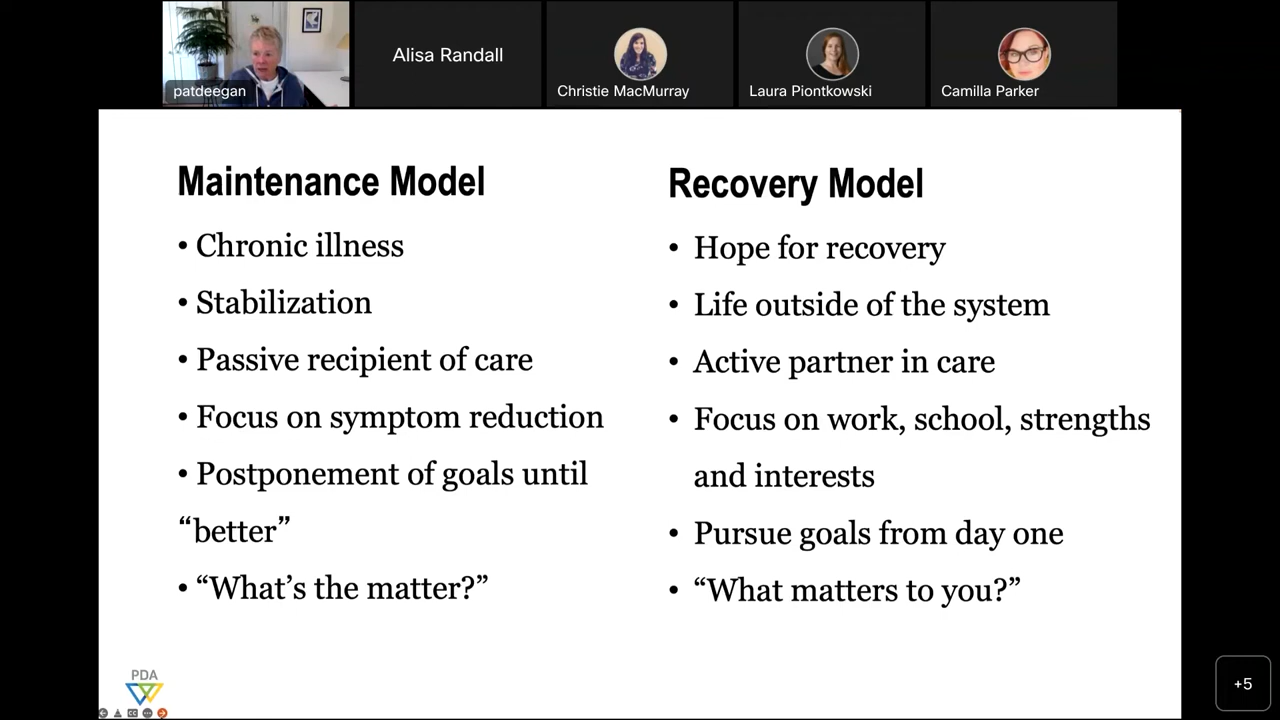 patdeegan
Alisa Randall
Christie MacMurray
Laura Piontkowski
Camilla Parker
Maintenance Model
• Chronic illness
• Stabilization
• Passive recipient of care
• Focus on symptom reduction
• Postponement of goals until
“better”
• “What’s the matter?”
Recovery Model
• Hope for recovery
• Life outside of the system
• Active partner in care
• Focus on work, school, strengths
and interests
• Pursue goals from day one
• “What matters to you?”
PDA
+5